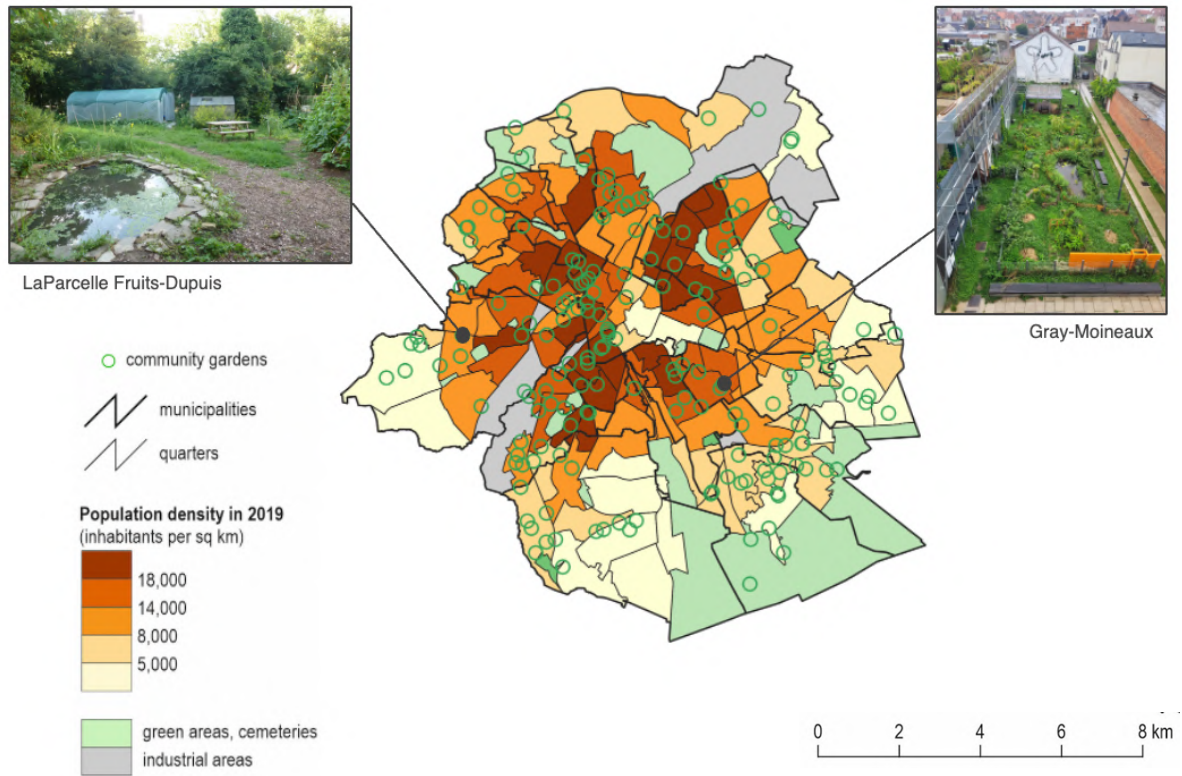 LaParcelle Fruits-Dupuis
Gray-Moineaux
community gardens
municipalities
quarters
Population density in 2019
(inhabitants per sq km)
18,000
14,000
8,000
5,000
green areas, cemeteries
industrial areas
0 2 4 6 8 km